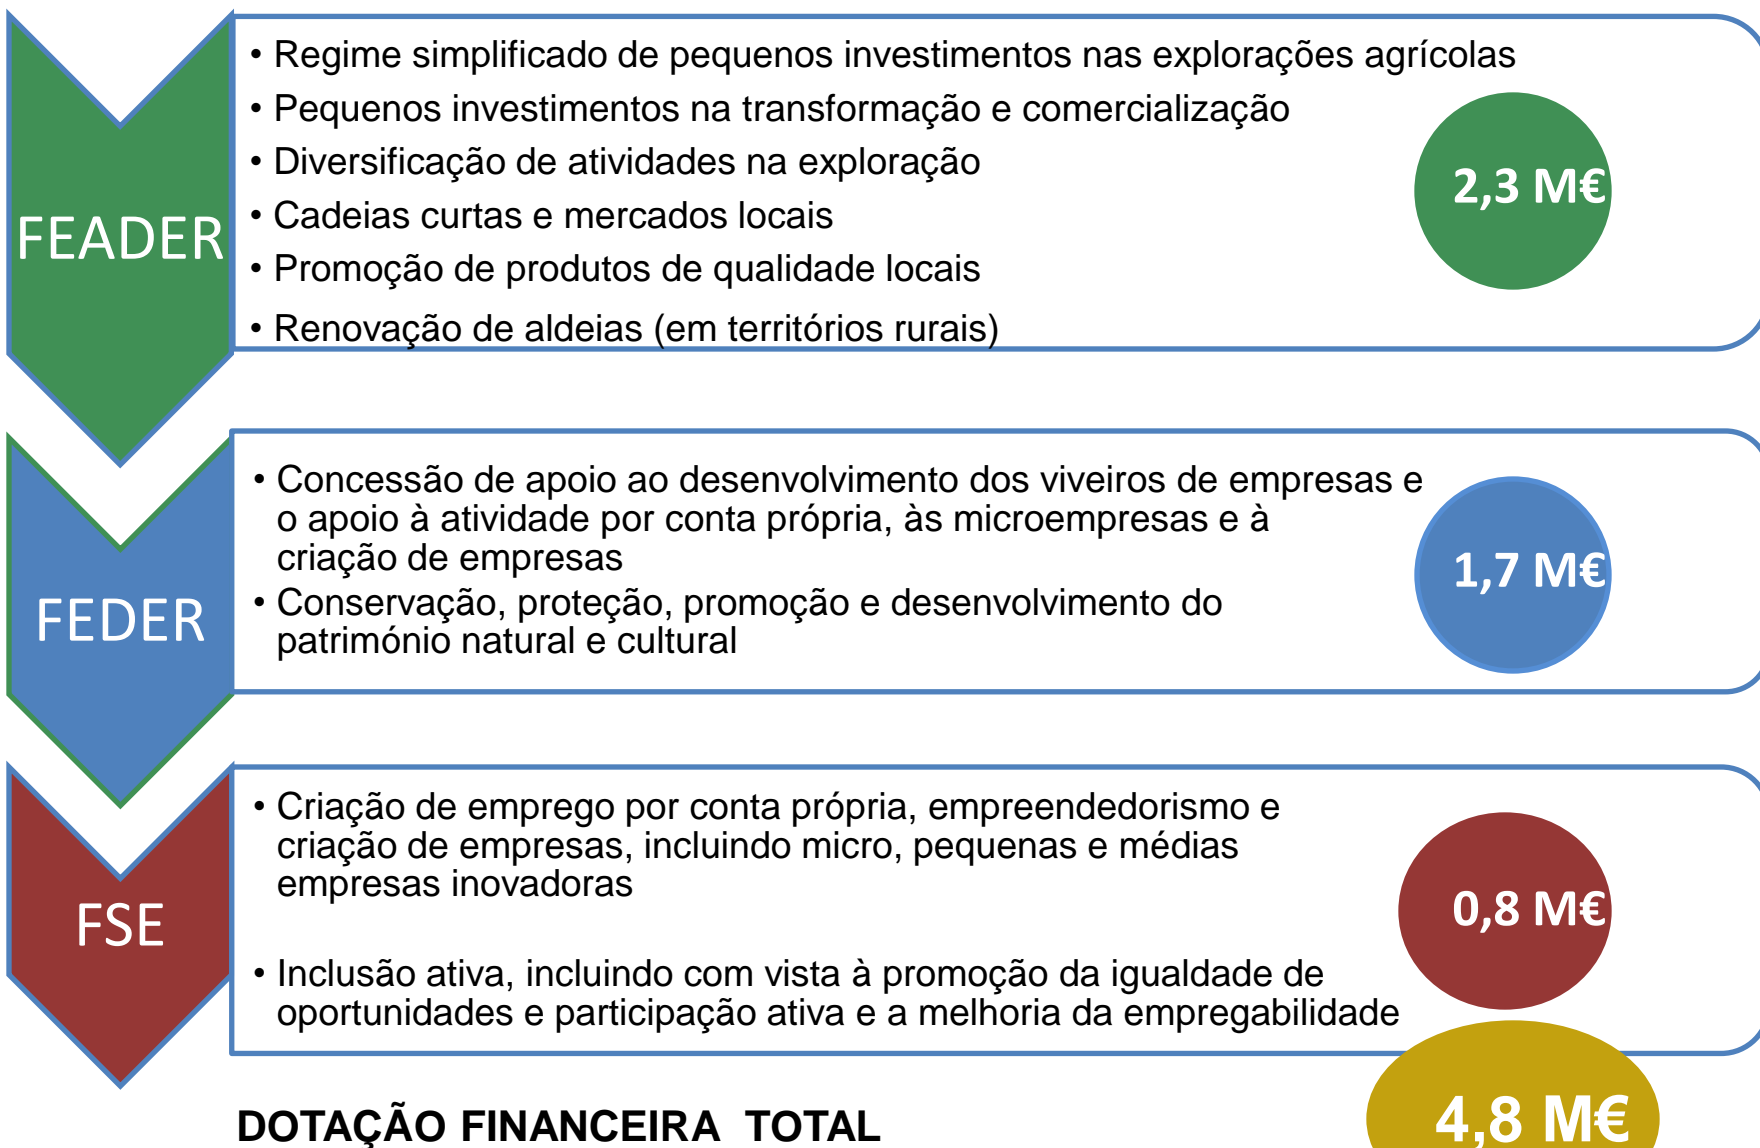 FEADER
• Regime simplificado de pequenos investimentos nas explorações agrícolas
• Pequenos investimentos na transformação e comercialização
• Diversificação de atividades na exploração
• Cadeias curtas e mercados locais
• Promoção de produtos de qualidade locais
• Renovação de aldeias (em territórios rurais)
2,3 M€
FEDER
• Concessão de apoio ao desenvolvimento dos viveiros de empresas e
o apoio à atividade por conta própria, às microempresas e à
criação de empresas
• Conservação, proteção, promoção e desenvolvimento do
património natural e cultural
1,7 M€
FSE
• Criação de emprego por conta própria, empreendedorismo e
criação de empresas, incluindo micro, pequenas e médias
empresas inovadoras
• Inclusão ativa, incluindo com vista à promoção da igualdade de
oportunidades e participação ativa e a melhoria da empregabilidade
0,8 M€
DOTAÇÃO FINANCEIRA TOTAL
4,8 M€